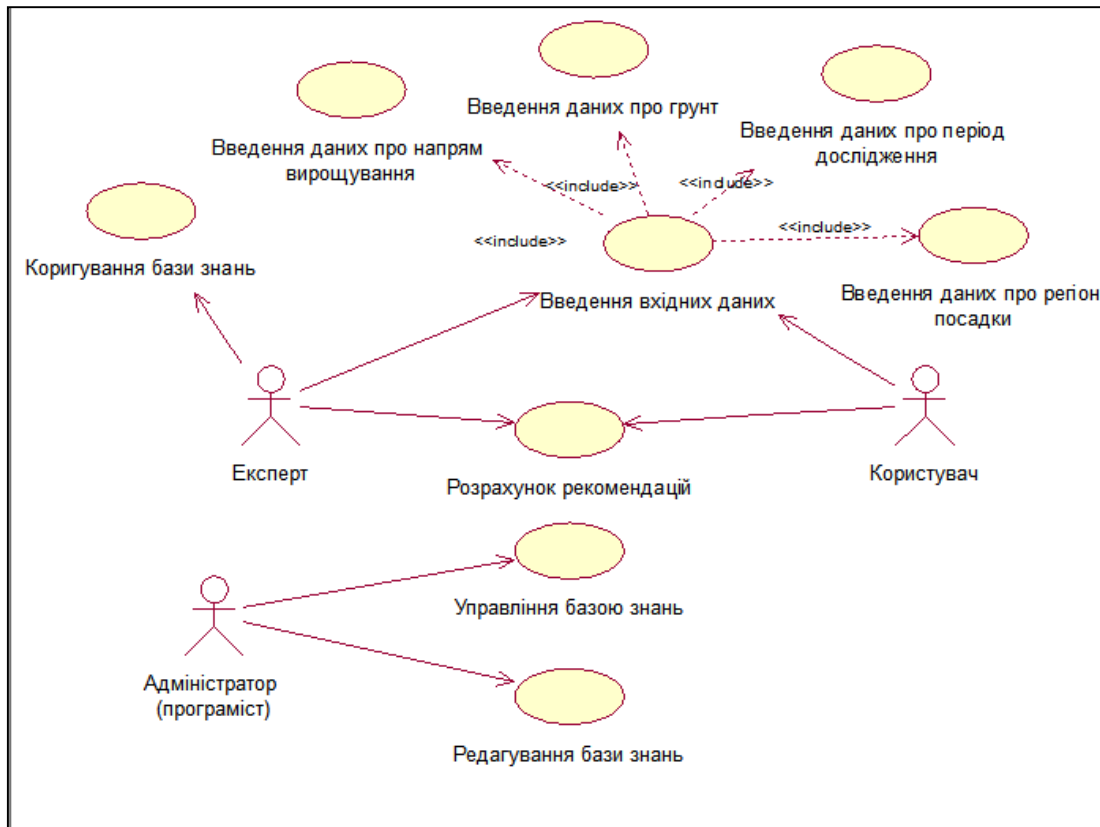 Введення даних про грунт
Введення даних про період
дослідження
Введення даних про напрям
вирощування
<<include>>
<<include>>
<<include>>
<<include>>
Коригування бази знань
Введення вхідних даних
Введення даних про регіон
посадки
Експерт
Користувач
Розрахунок рекомендацій
Управління базою знань
Адміністратор
(програміст)
Редагування бази знань